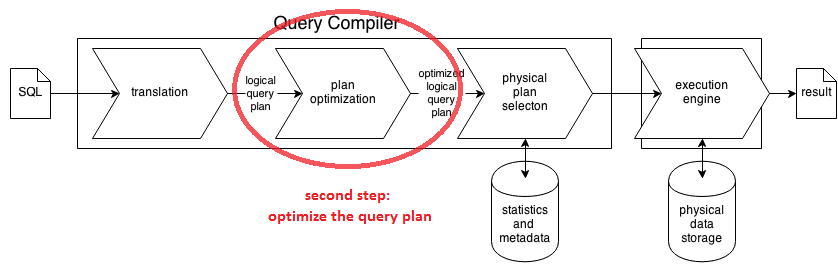 Query Compiler
SQL
translation
logical
query
plan
plan
optimization
optimized
logical
query
plan
physical
plan
selecton
execution
engine
result
second step:
optimize the query plan
statistics
and
metadata
physical
data
storage